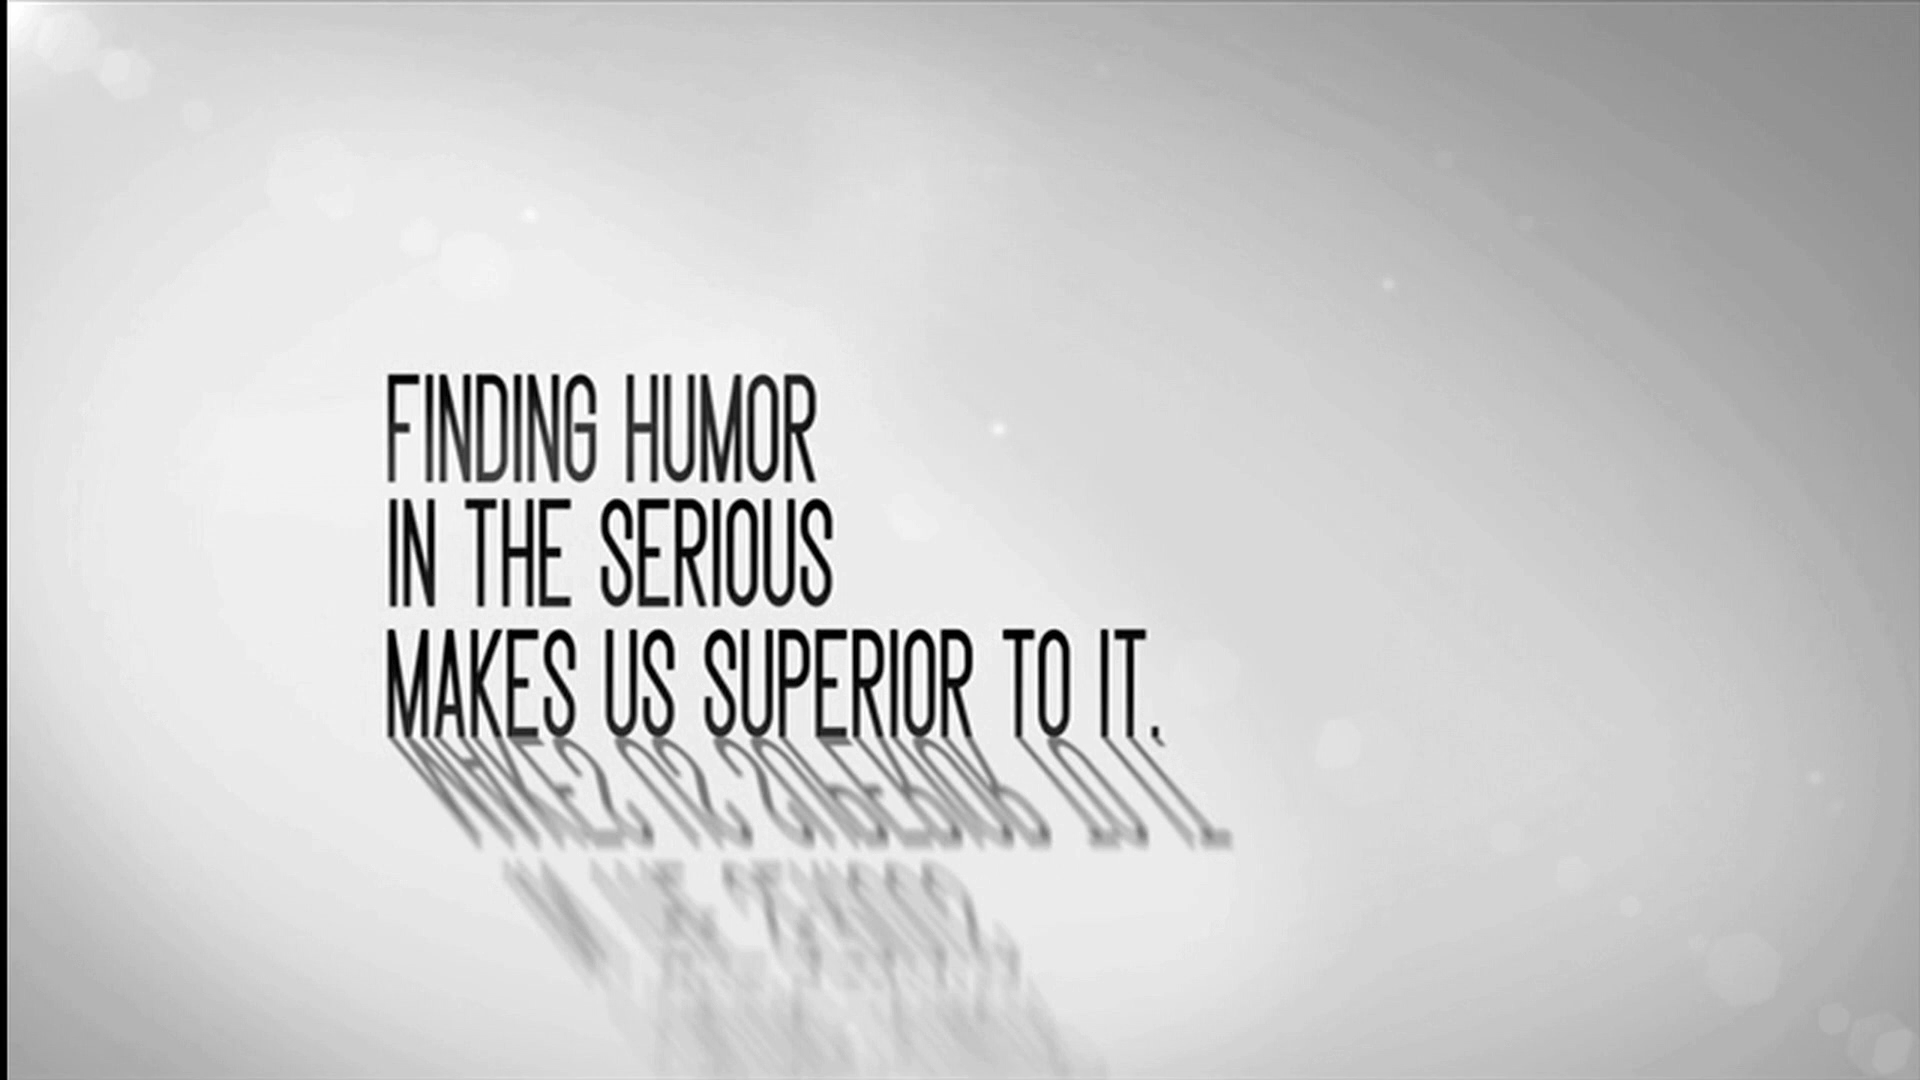 FINDING HUMOR
IN THE SERIOUS
MAKES US SUPERIOR TO IT.